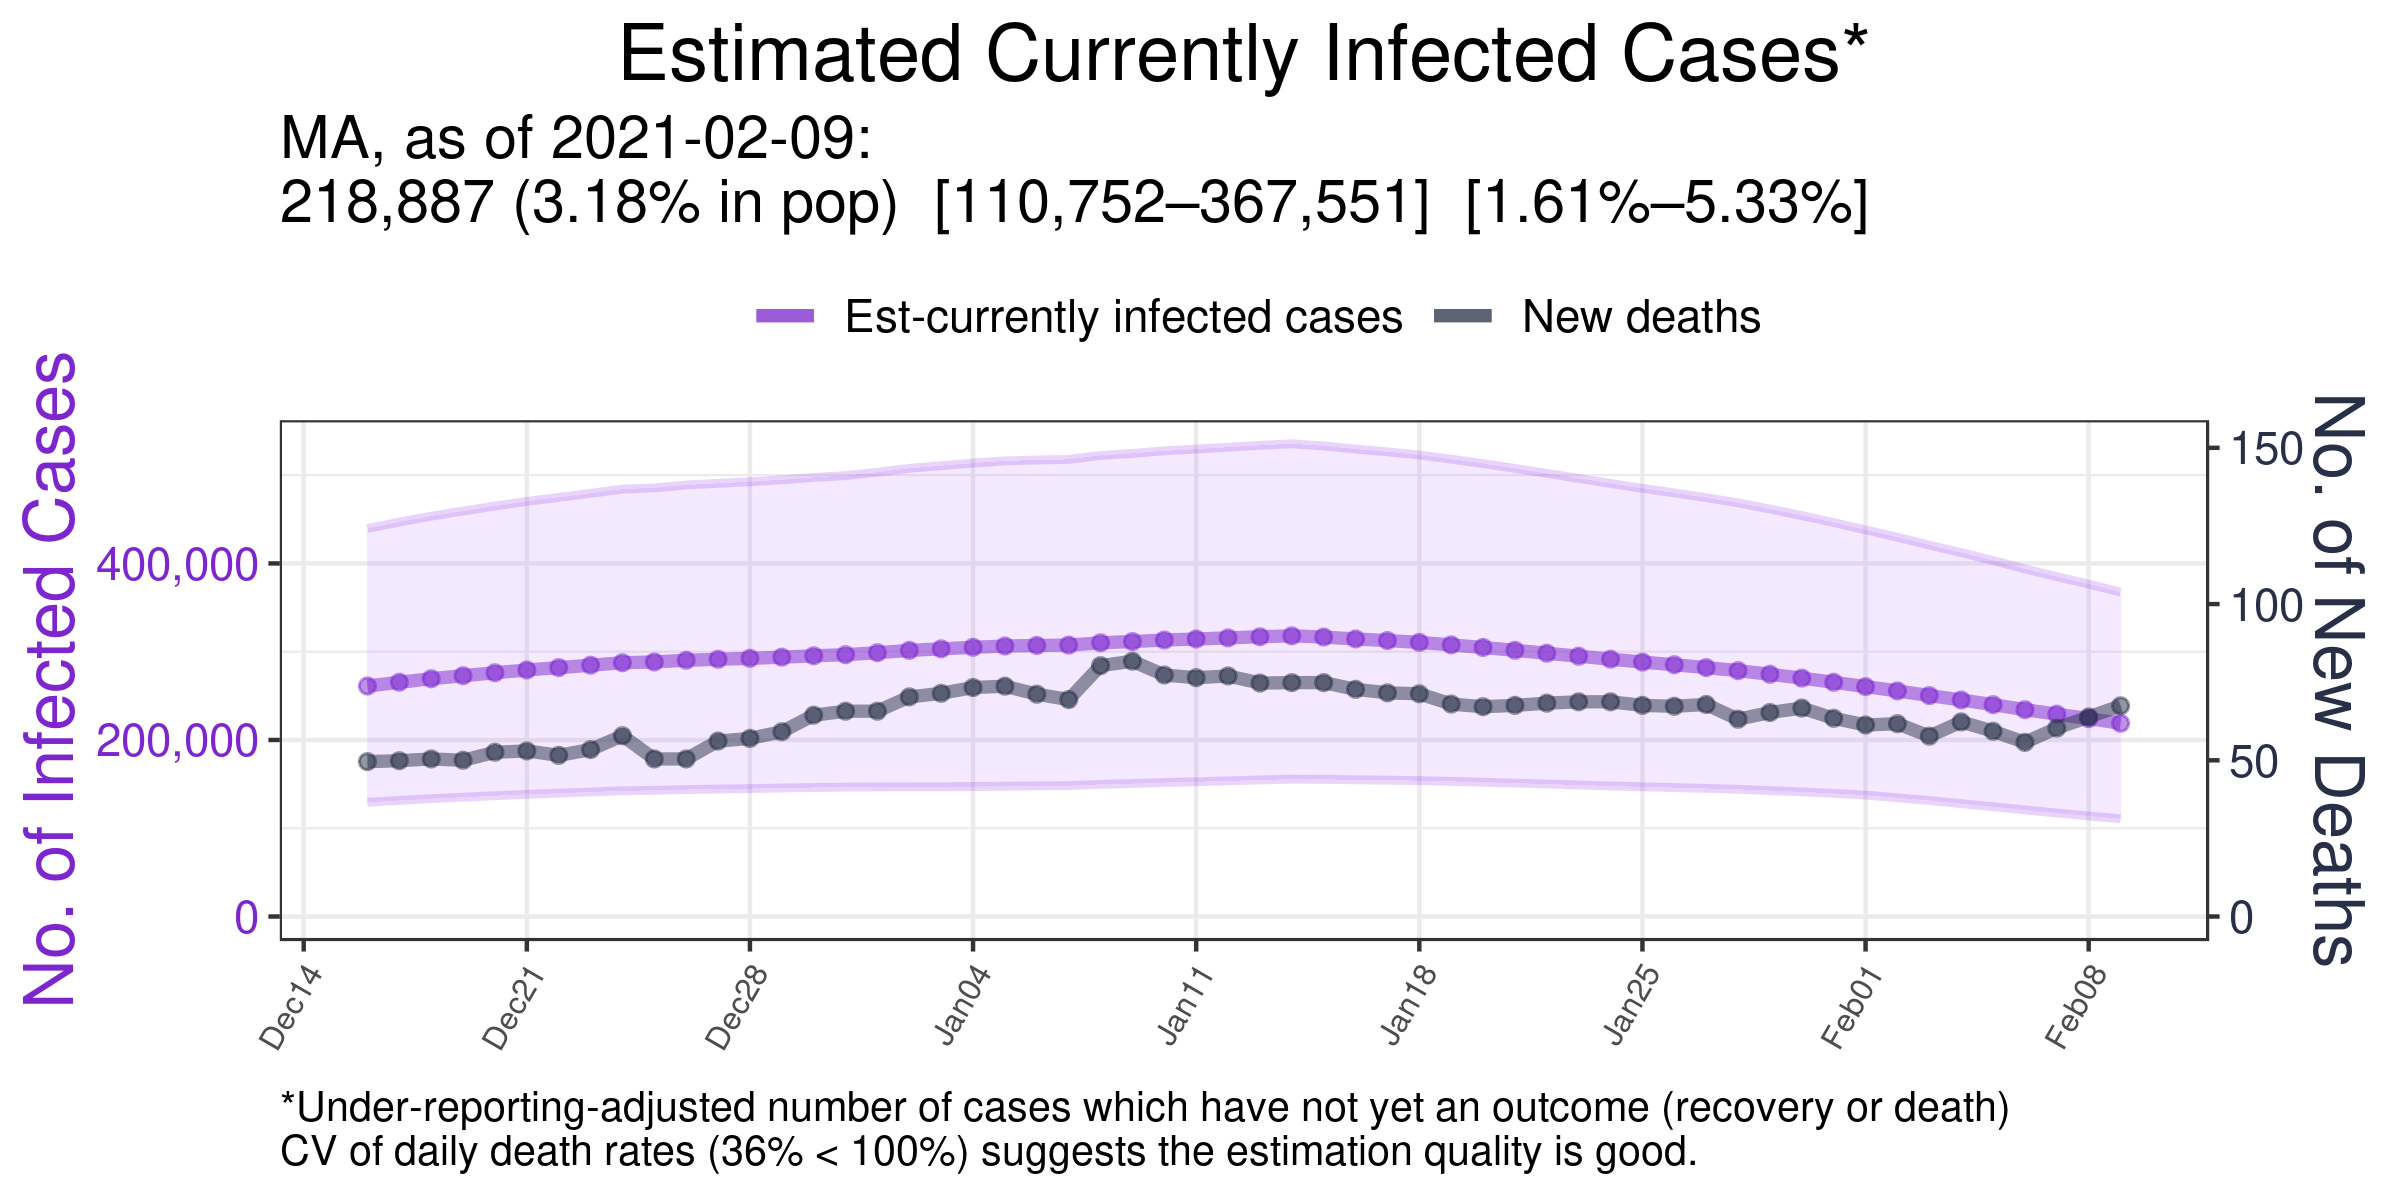 Estimated Currently Infected Cases*
MA, as of 2021-02-09:
218,887 (3.18% in pop)  [110,752–367,551]  [1.61%–5.33%]
Est-currently infected cases
New deaths
No. of Infected Cases
400,000
200,000
0
150
100
50
0
No. of New Deaths
Dec14
Dec21
Dec28
Jan04
Jan11
Jan18
Jan25
Feb01
Feb08
*Under-reporting-adjusted number of cases which have not yet an outcome (recovery or death)
CV of daily death rates (36% < 100%) suggests the estimation quality is good.